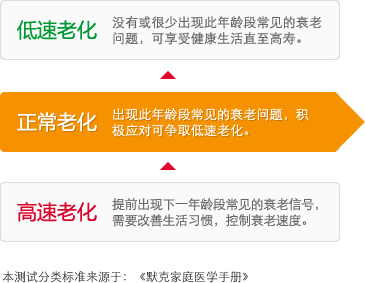 低速老化
没有或很少出现此年龄段常见的衰老
问题，可享受健康生活直至高寿。
正常老化
出现此年龄段常见的衰老问题，积
极应对可争取低速老化。
高速老化
提前出现下一年龄段常见的衰老信号，
需要改善生活习惯，控制衰老速度。
本测试分类标准来源于：《默克家庭医学手册》